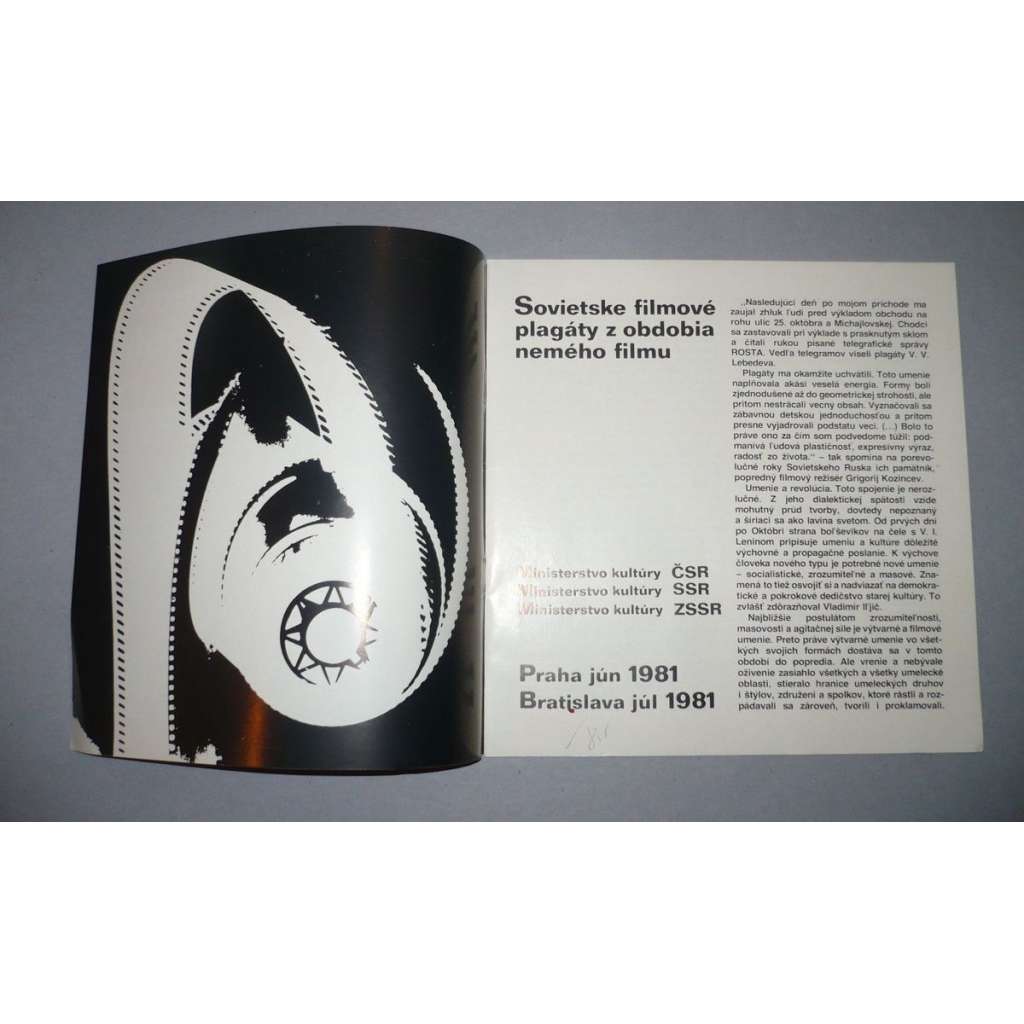 Sovietske filmové
plagáty z obdobia
nemého filmu
Ministerstvo kultúry ČSR
Ministerstvo kultúry SSR
Ministerstvo kultúry ZSSR
Praha jún 1981
Bratislava júl 1981
„Nasledujúci deň po mojom príchode ma
zaujal zhluk ľudí pred výkladom obchodu na
rohu ulíc 25. októbra a Michajlovskej. Chodci
sa zastavovali pri výklade s prasknutým sklom
a čítali rukou písané telegrafické správy
ROSTA. Vedľa telegramov viseli plagáty V. V.
Lebedeva.
Plagáty ma okamžite uchvátili. Toto umenie
naplňovala akási veselá energia. Formy boli
zjednodušené až do geometrickej strohosti, ale
pritom nestrácali vecný obsah. Vyznačovali sa
zábavnou detskou jednoduchosťou a pritom
presne vyjadrovali podstatu vecí. (...) Bolo to
práve ono za čím som podvedome túžil: pod-
manivá ľudová plastičnosť, expresívny výraz,
radosť zo života.“ – tak spomína na porevo-
lučné roky Sovietskeho Ruska ich pamätník,
popredný filmový režisér Grigorij Kozincev.
Umenie a revolúcia. Toto spojenie je neroz-
lučné. Z jeho dialektickej spätosti vzíde
mohutný prúd tvorby, dovtedy nepoznaný
a šíriaci sa ako lavína svetom. Od prvých dní
po Októbri strana boľševikov na čele s V. I.
Leninom pripisuje umeniu a kultúre dôležité
výchovné a propagačné poslanie. K výchove
človeka nového typu je potrebné nové umenie
– socialistické, zrozumiteľné a masové. Zna-
mená to tiež osvojiť si a nadviazať na demokra-
tické a pokrokové dedičstvo starej kultúry. To
zvlášť zdôrazňoval Vladimír Iľjič.
Najbližšie postulátom zrozumiteľnosti,
masovosti a agitačnej sile je výtvarné a filmové
umenie. Preto práve výtvarné umenie vo všet-
kých svojich formách dostáva sa v tomto
období do popredia. Ale vrenie a nebývalé
oživenie zasiahlo všetkých a všetky umelecké
oblasti, stieralo hranice umeleckých druhov
i štýlov, združení a spolkov, ktoré rástli a roz-
pádavali sa zároveň, tvorili i proklamovali.